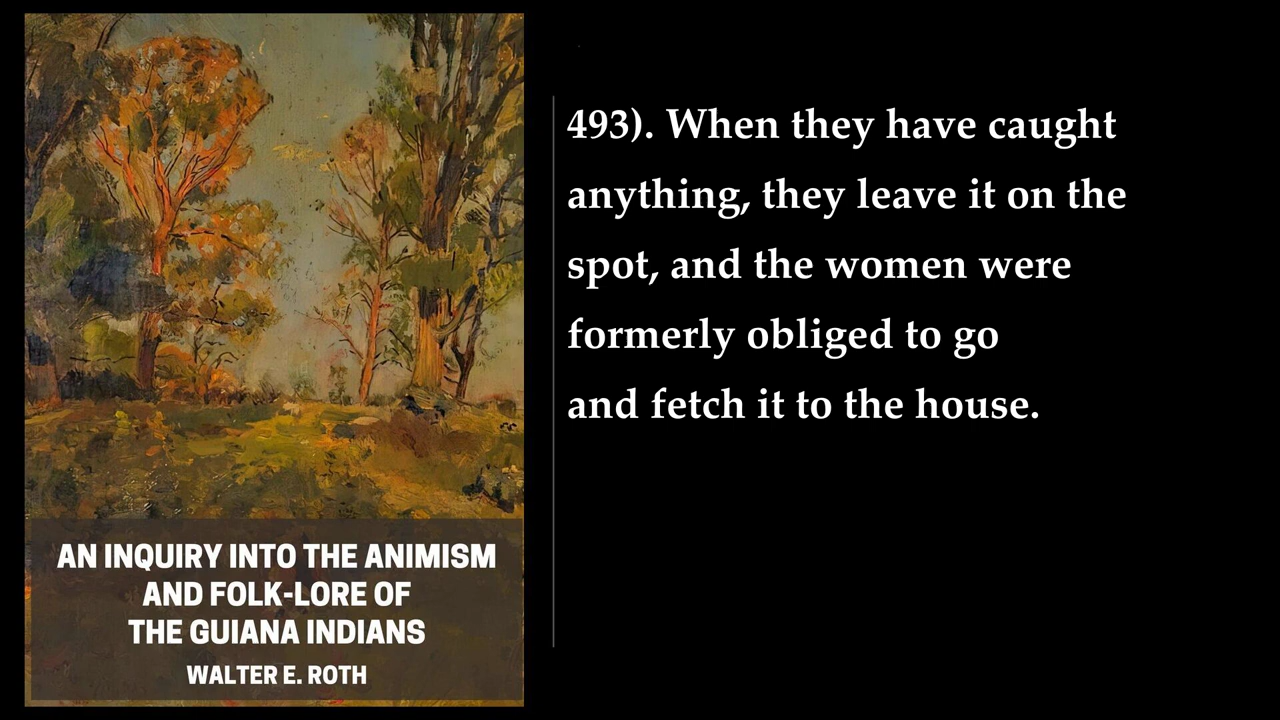 AN INQUIRY INTO THE ANIMISM
AND FOLK-LORE OF
THE GUIANA INDIANS
WALTER E. ROTH
493). When they have caught
anything, they leave it on the
spot, and the women were
formerly obliged to go
and fetch it to the house.